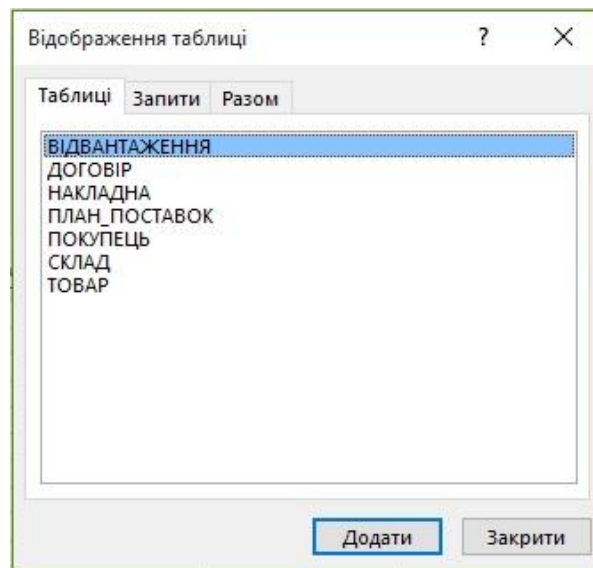 Відображення таблиці ? ×
Таблиці Запити Разом
ВІДВАНТАЖЕННЯ
ДОГОВІР
НАКЛАДНА
ПЛАН_ПОСТАВОК
ПОКУПЕЦЬ
СКЛАД
ТОВАР
Додати Закрити